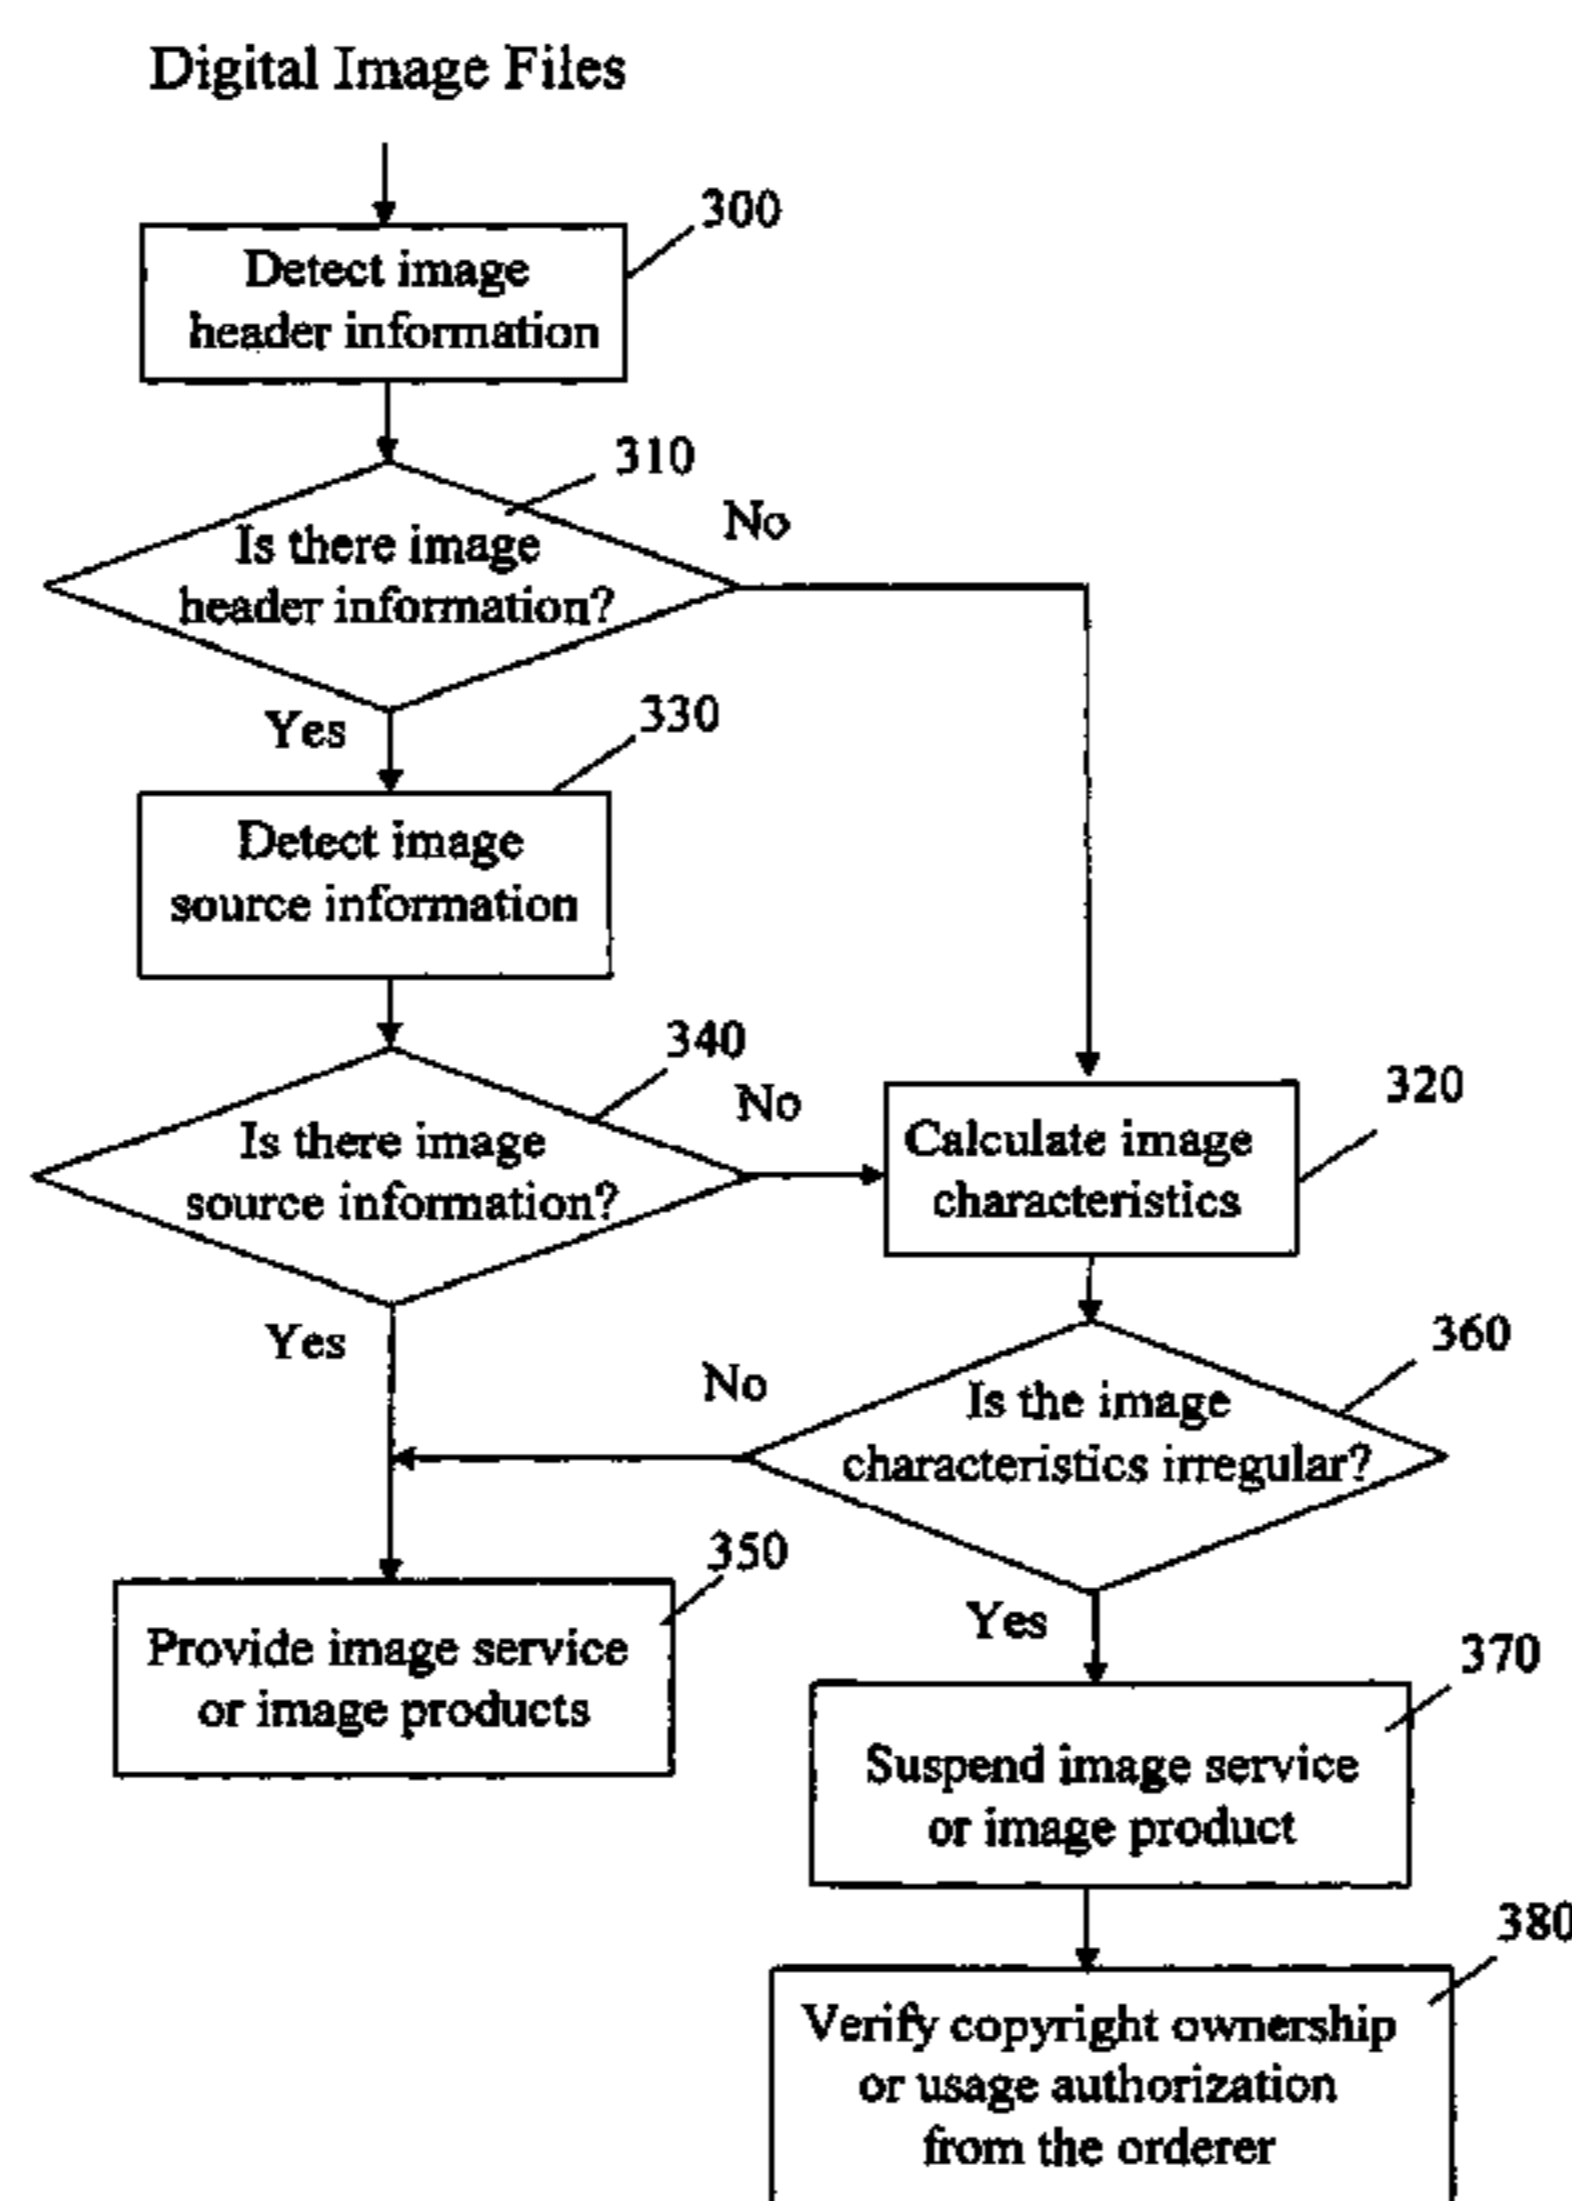 Digital Image Files
300
Detect image
header information
310
Is there image
header information?
No
Yes
330
Detect image
source information
340
No
Is there image
source information?
320
Calculate image
characteristics
Yes
360
No
Is the image
characteristics irregular?
350
Provide image service
or image products
Yes
370
Suspend image service
or image product
380
Verify copyright ownership
or usage authorization
from the orderer